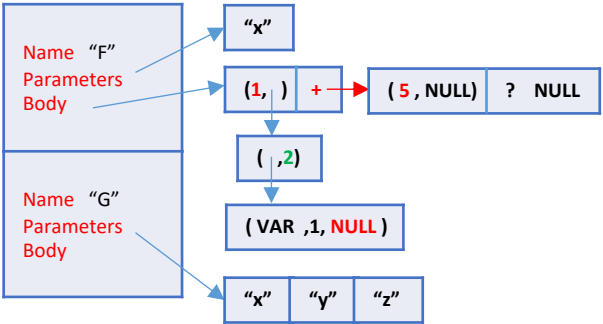 Name “F”
Parameters
Body
“x”
(1, ) +
( 5 , NULL) ? NULL
( ,2)
( VAR ,1, NULL )
Name “G”
Parameters
Body
“x” “y” “z”